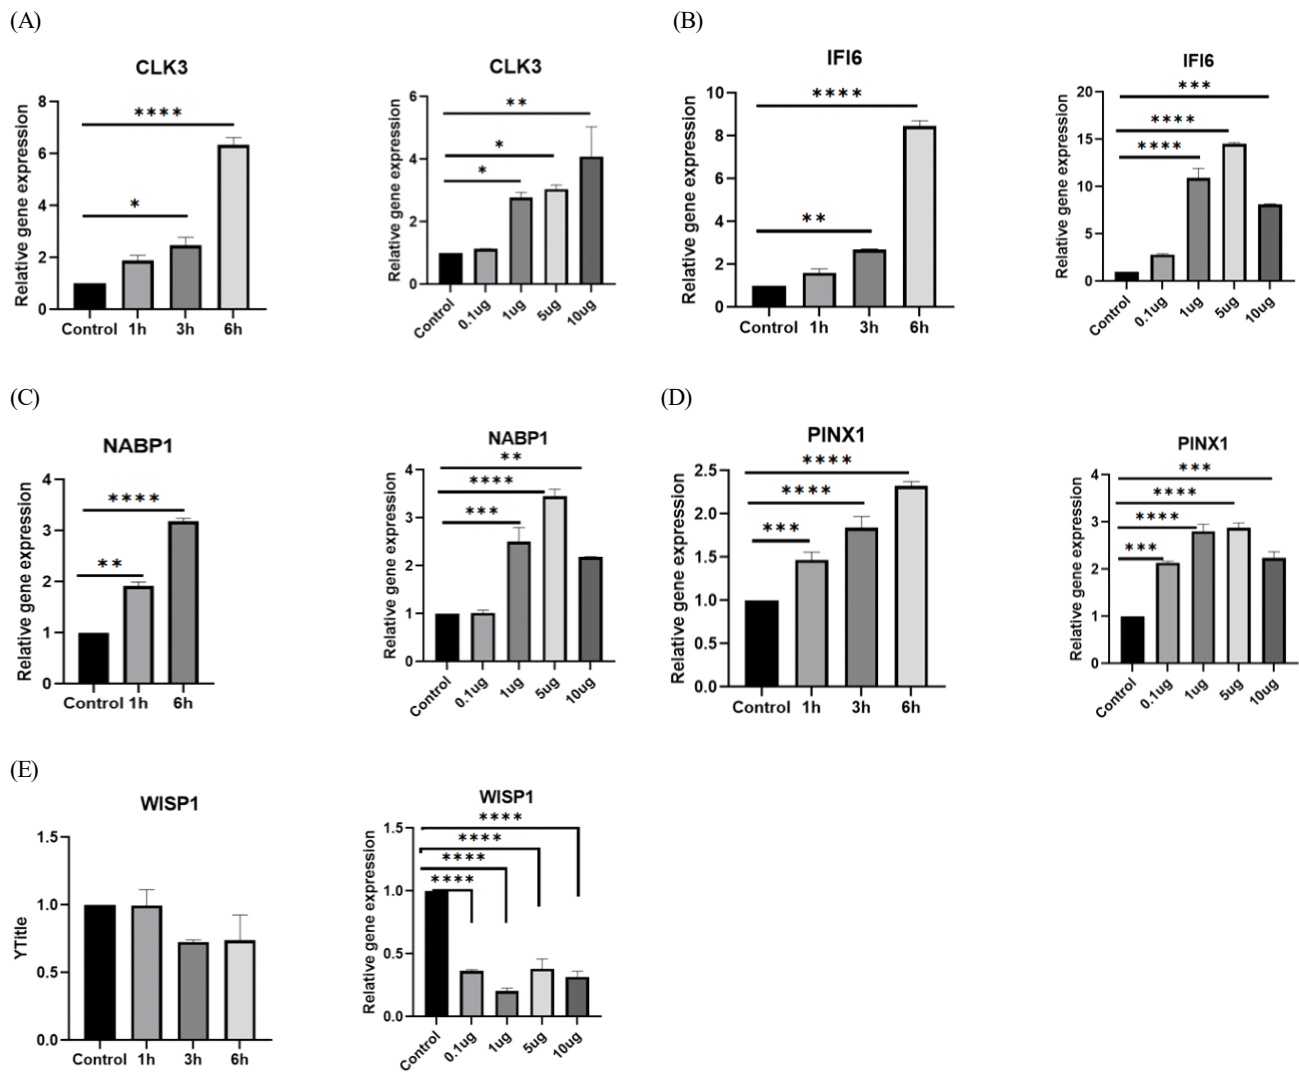 (A)
CLK3
Relative gene expression
8
6
4
2
0
****
*
Control 1h 3h 6h
CLK3
Relative gene expression
6
4
2
0
**
*
*
Control 0.1ug 1ug 5ug 10ug
(B)
IFI6
Relative gene expression
10
8
6
4
2
0
****
**
Control 1h 3h 6h
IFI6
Relative gene expression
20
15
10
5
0
***
****
****
Control 0.1ug 1ug 5ug 10ug
(C)
NABP1
Relative gene expression
4
3
2
1
0
****
**
Control 1h 6h
NABP1
Relative gene expression
4
3
2
1
0
**
****
***
Control 0.1ug 1ug 5ug 10ug
(D)
PINX1
Relative gene expression
2.5
2.0
1.5
1.0
0.5
0.0
****
****
***
Control 1h 3h 6h
PINX1
Relative gene expression
4
3
2
1
0
***
****
****
***
Control 0.1ug 1ug 5ug 10ug
(E)
WISP1
YTitle
1.5
1.0
0.5
0.0
Control 1h 3h 6h
WISP1
Relative gene expression
1.5
1.0
0.5
0.0
****
****
****
****
Control 0.1ug 1ug 5ug 10ug